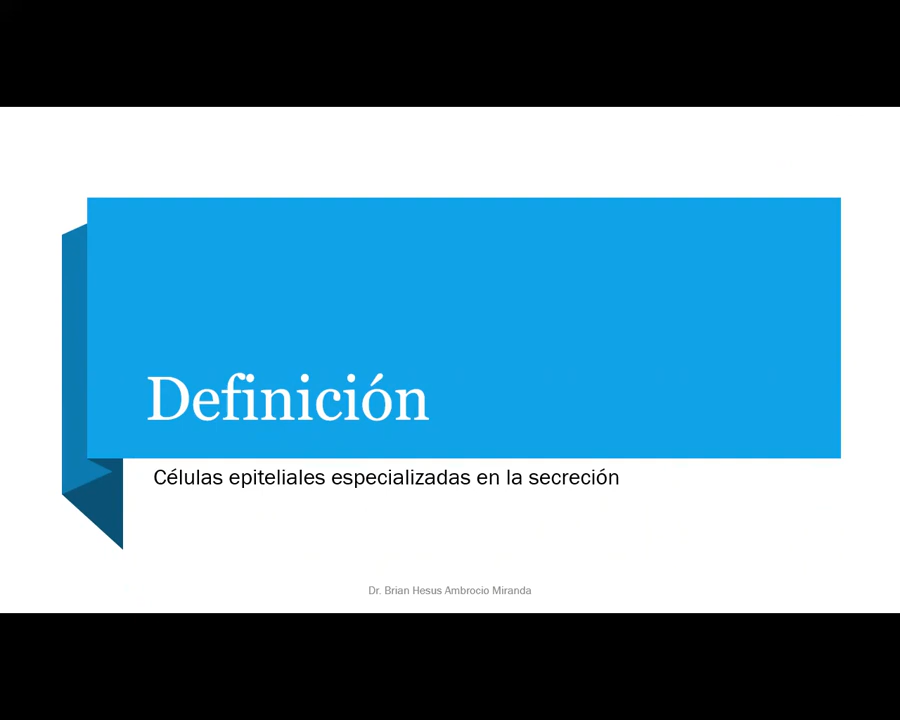 Definición
Células epiteliales especializadas en la secreción
Dr. Brian Hesus Ambrocio Miranda